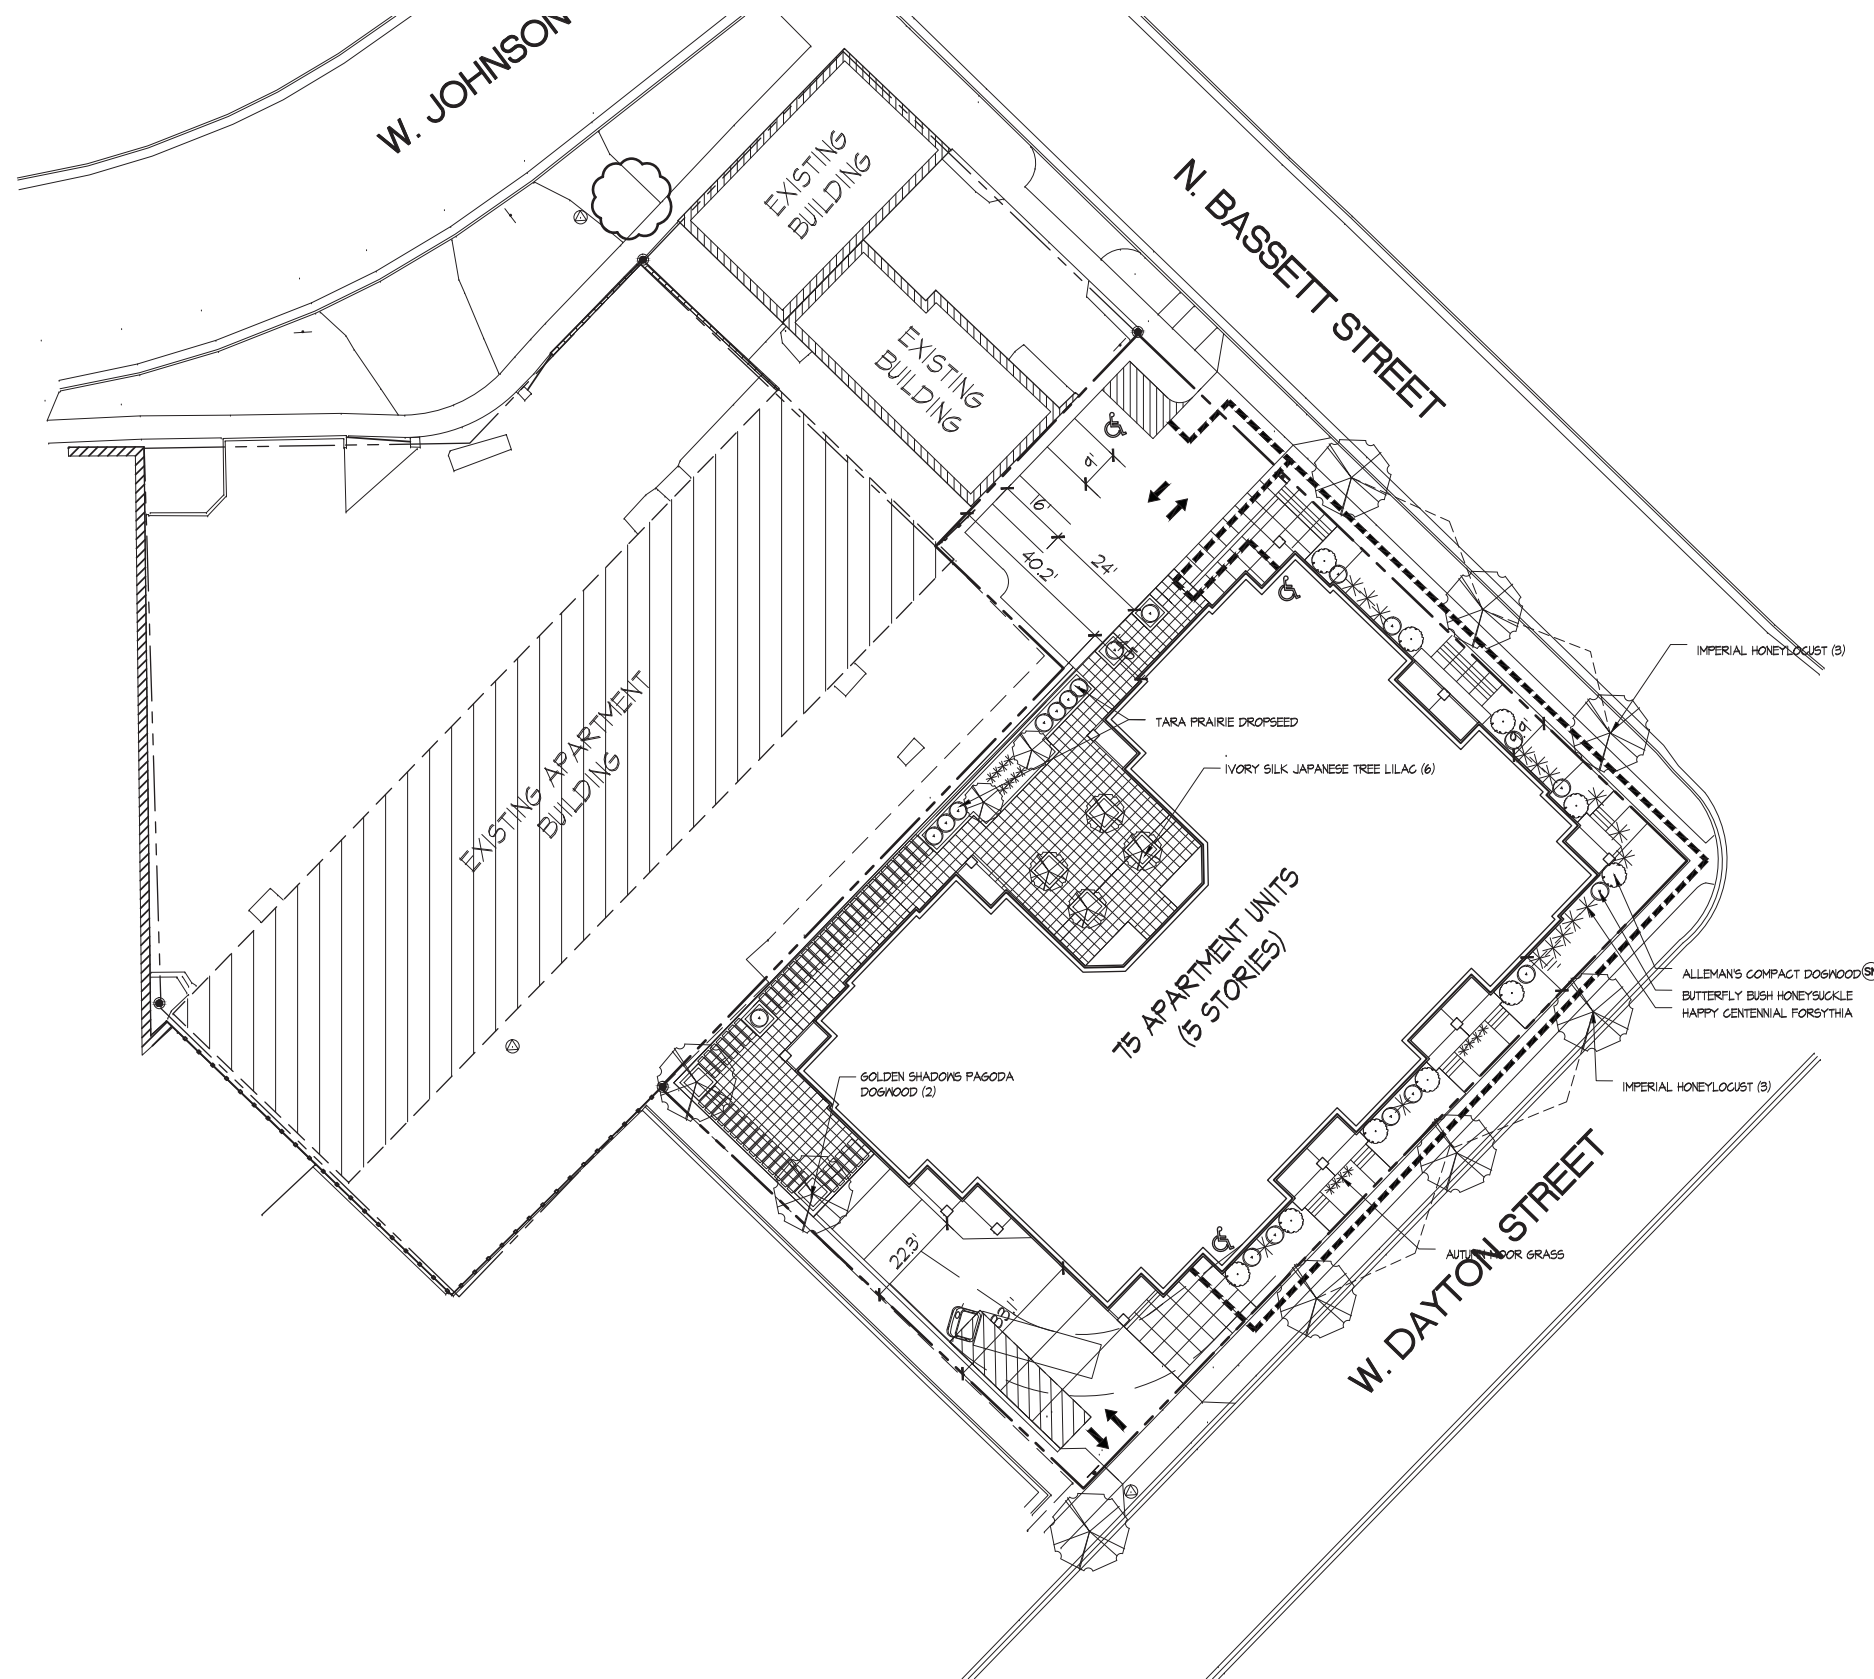 W. JOHNSON
N. BASSETT STREET
EXISTING
BUILDING
EXISTING
BUILDING
9'
16'
24'
40.2'
IMPERIAL HONEYLOCUST (3)
TARA PRAIRIE DROPSEED
IVORY SILK JAPANESE TREE LILAC (6)
EXISTING APARTMENT
BUILDING
75 APARTMENT UNITS
(5 STORIES)
ALLEMAN'S COMPACT DOGWOOD
BUTTERFLY BUSH HONEYSUCKLE
HAPPY CENTENNIAL FORSYTHIA
GOLDEN SHADOWS PAGODA
DOGWOOD (2)
IMPERIAL HONEYLOCUST (3)
22.3'
AUTUMN MOOR GRASS
W. DAYTON STREET